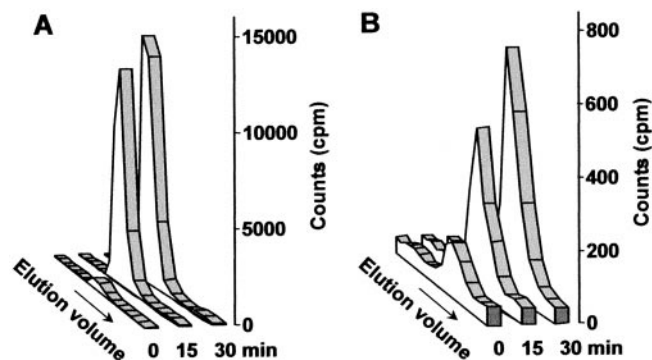 A
15000
10000
5000
0
Counts (cpm)
Elution volume
0 15 30 min
B
800
600
400
200
0
Counts (cpm)
Elution volume
0 15 30 min